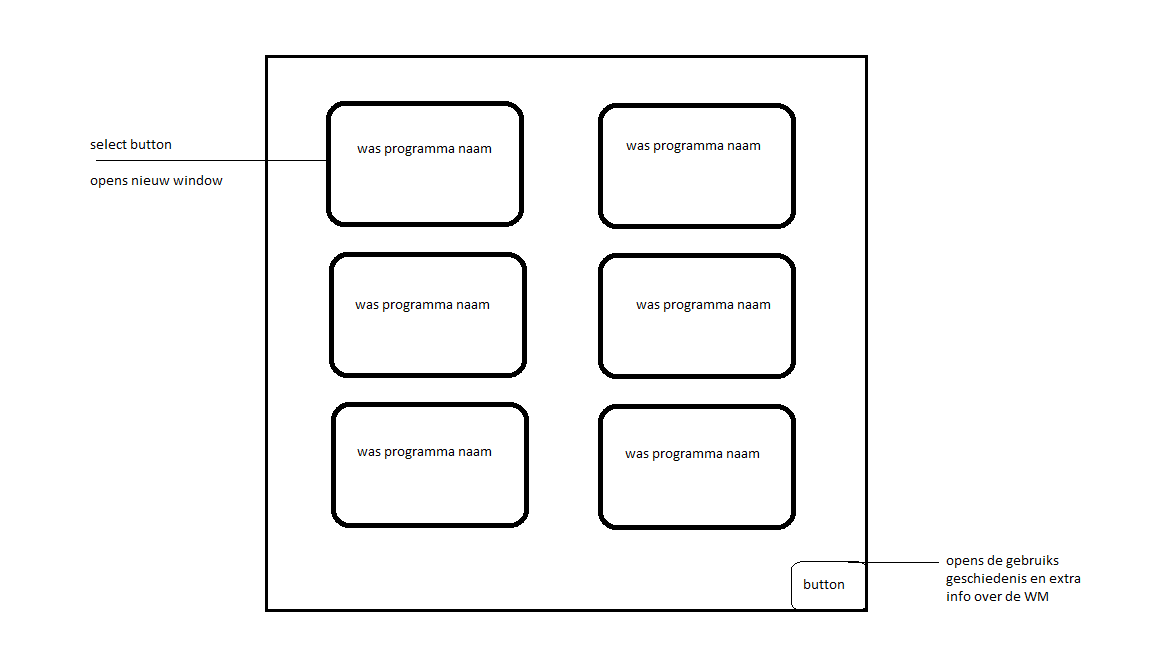 select button
opens nieuw window
was programma naam
was programma naam
was programma naam
was programma naam
was programma naam
was programma naam
button
opens de gebruiks
geschiedenis en extra
info over de WM